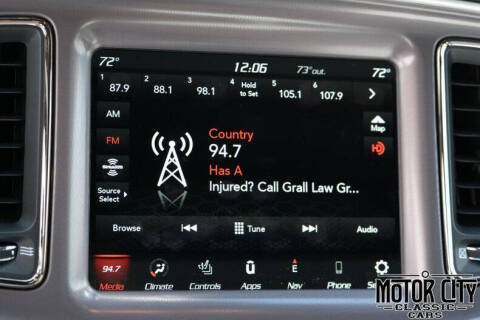 72° 12:06 73° out. 72°
1 87.9 2 88.1 3 98.1 4 Hold to Set 5 105.1 6 107.9
AM
FM
SiriusXM
Source Select
Map
HD
Country
94.7
Has A
Injured? Call Grall Law Gr...
Browse Tune Audio
94.7
Media Climate Controls Apps E Nav Phone
MOTOR CITY
CLASSIC
CARS